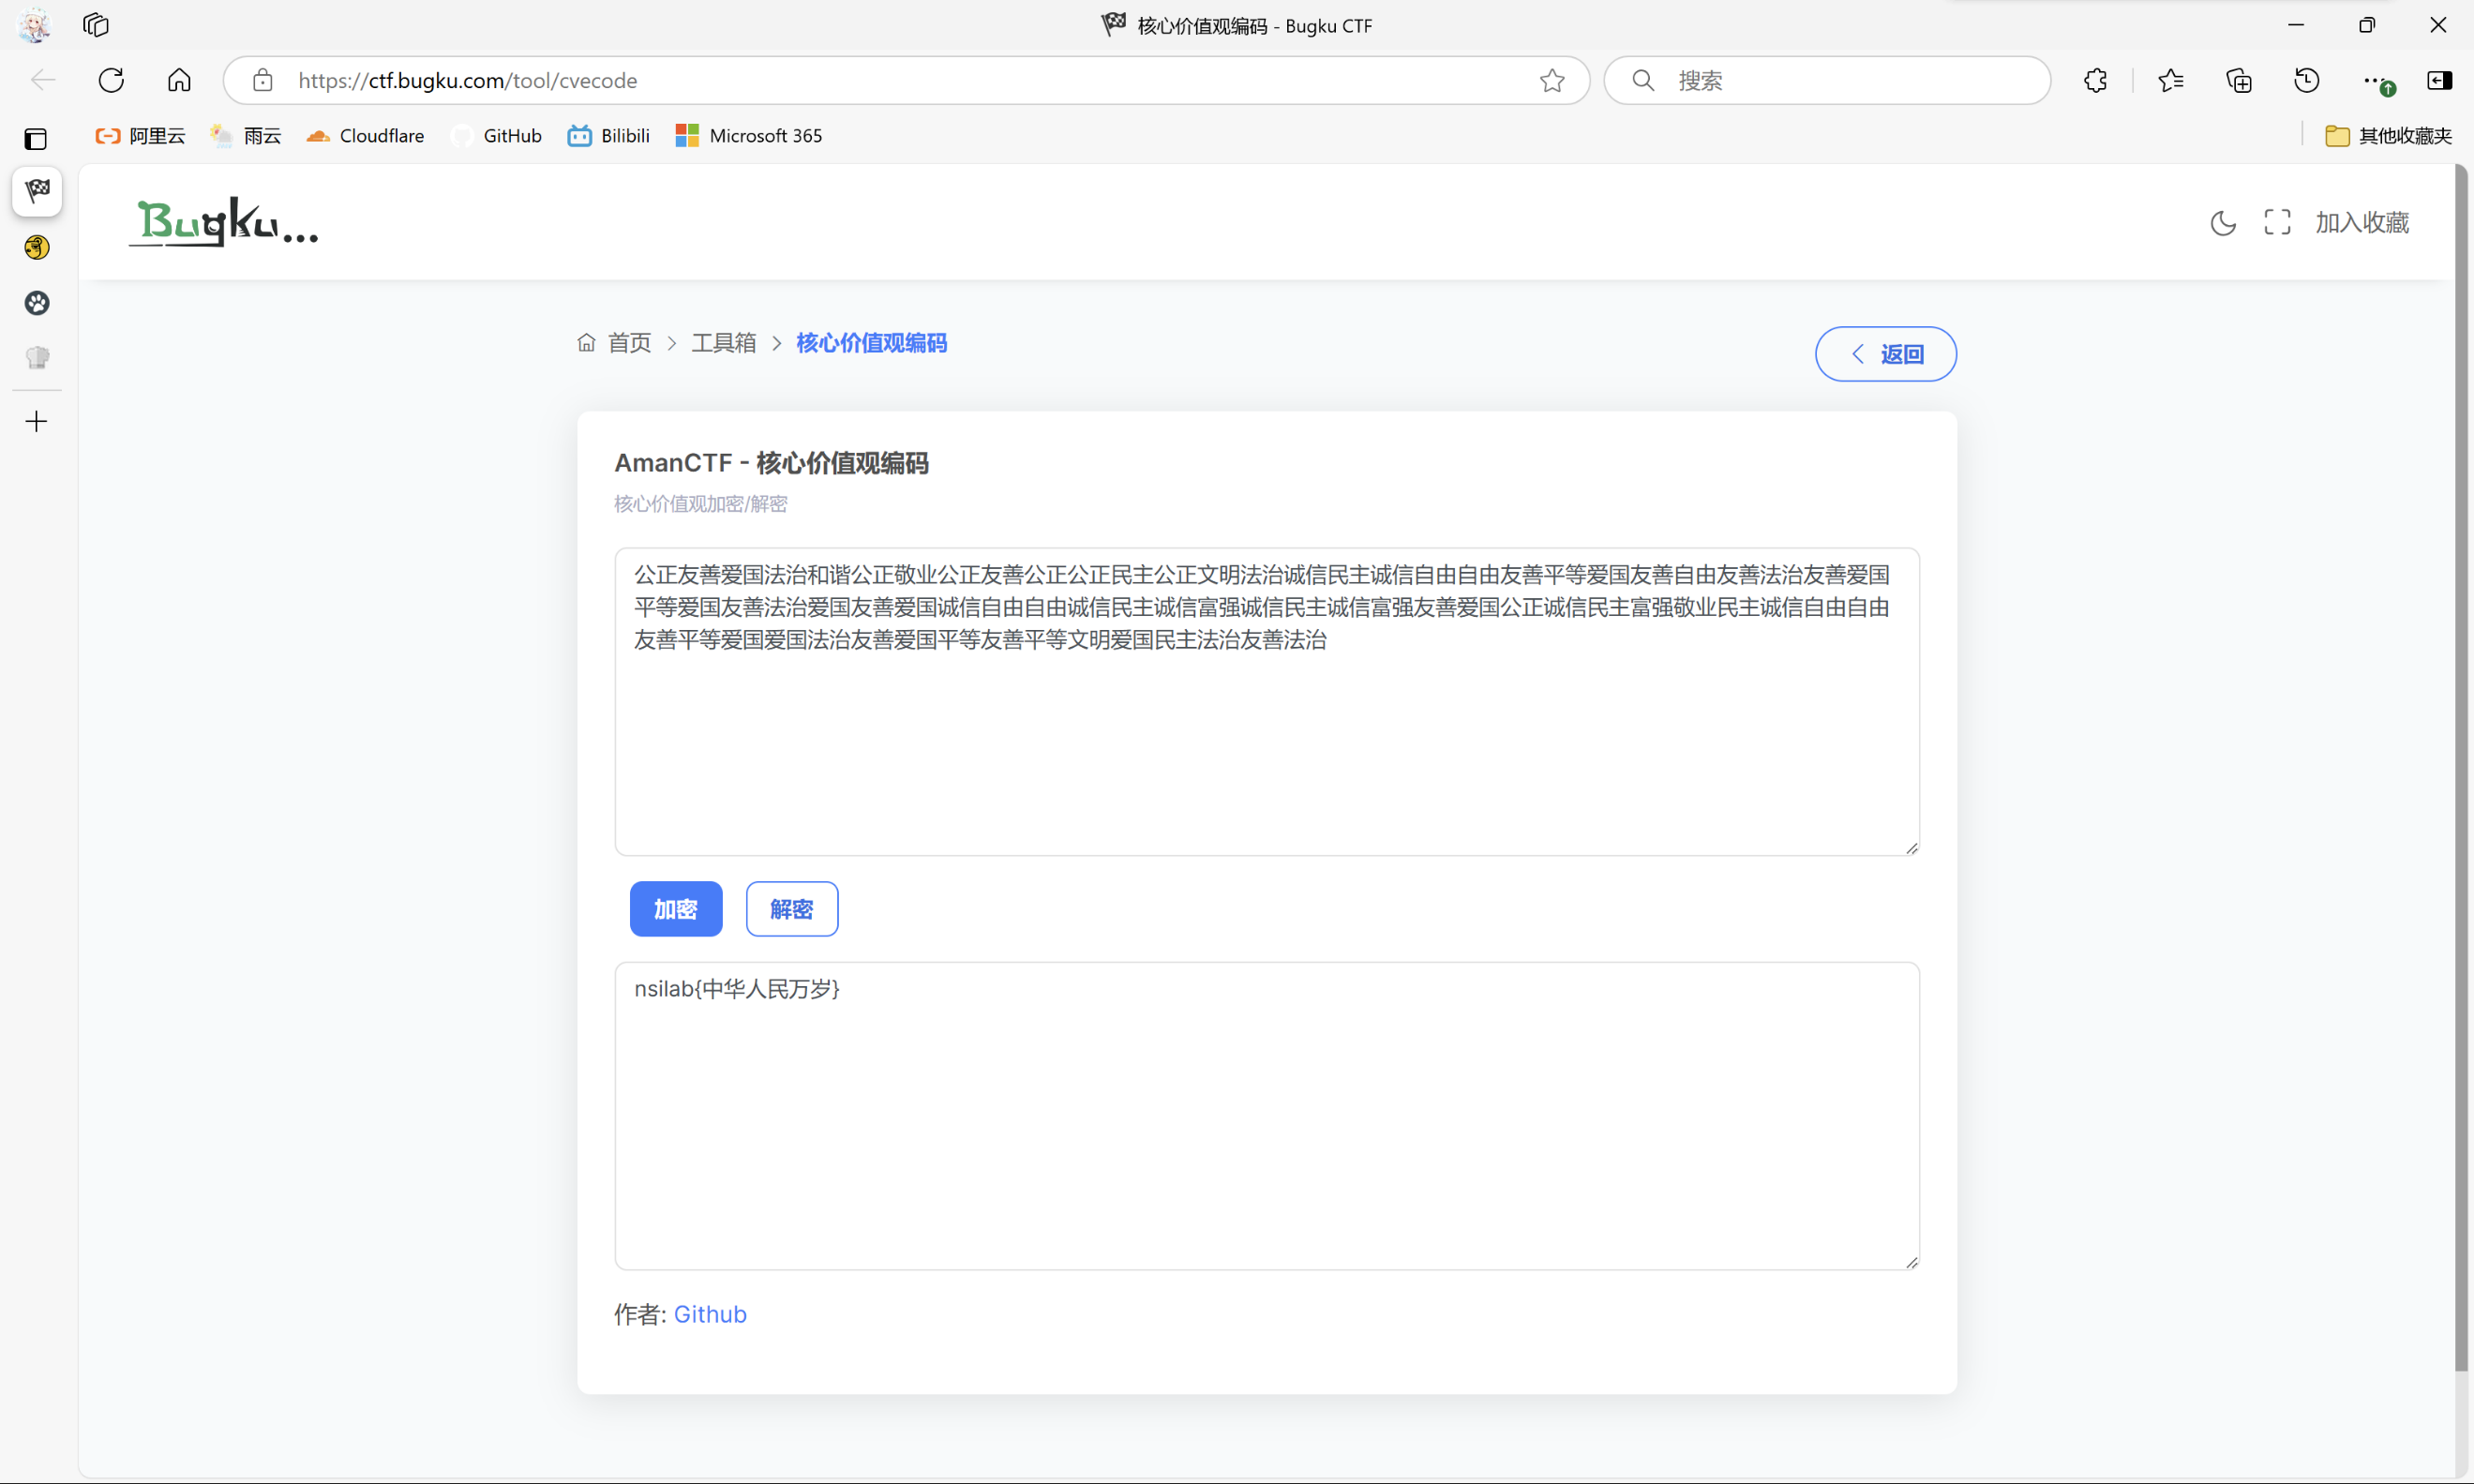 核心价值观编码 - Bugku CTF
https://ctf.bugku.com/tool/cvecode
搜索
阿里云 雨云 Cloudflare GitHub Bilibili Microsoft 365 其他收藏夹
Bugku...
加入收藏
首页 > 工具箱 > 核心价值观编码
返回
AmanCTF - 核心价值观编码
核心价值观加密/解密
公正友善爱国法治和谐公正敬业公正友善公正公正民主公正文明法治诚信民主诚信自由自由友善平等爱国友善自由友善法治友善爱国
平等爱国友善法治爱国友善爱国诚信自由自由诚信民主诚信富强诚信民主诚信富强友善爱国公正诚信民主富强敬业民主诚信自由自由
友善平等爱国爱国法治友善爱国平等友善平等文明爱国民主法治友善法治
加密 解密
nsilab{中华人民万岁}
作者: Github